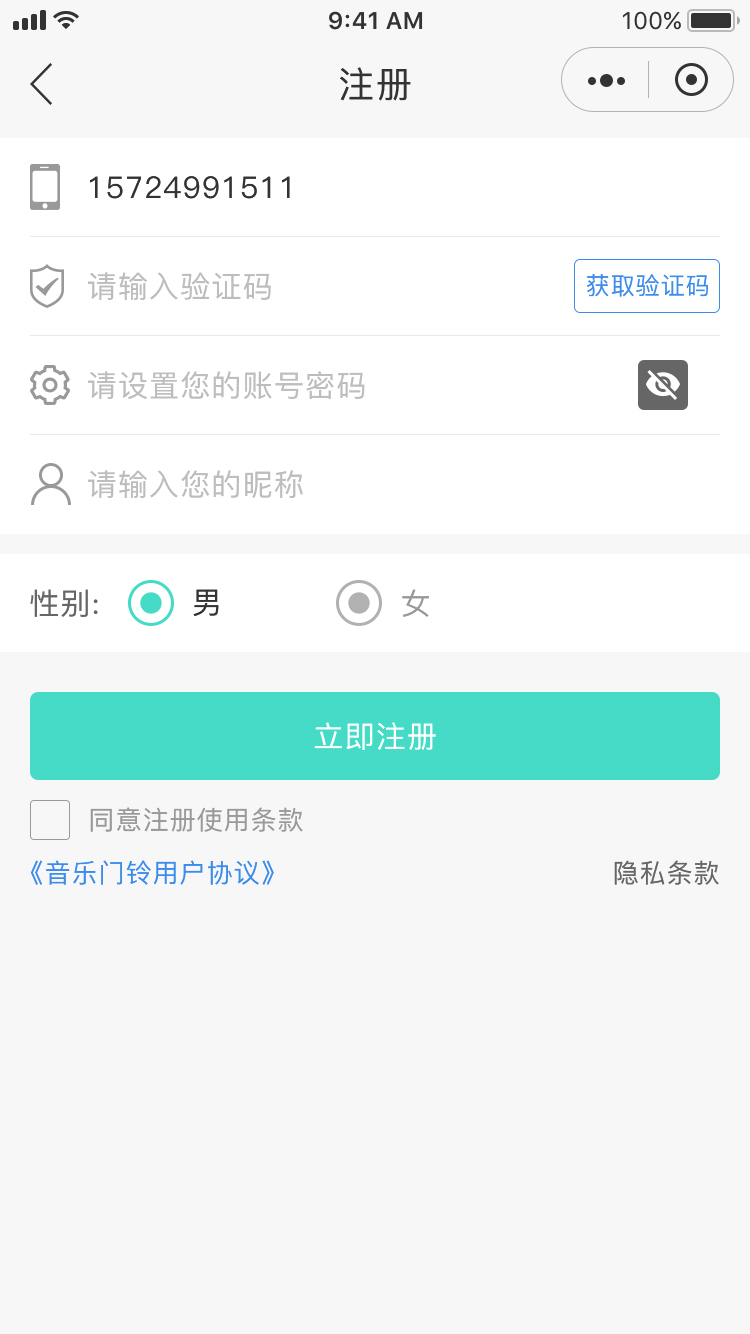 9:41 AM 100%
注册
15724991511
请输入验证码 获取验证码
请设置您的账号密码
请输入您的昵称
性别: 男 女
立即注册
同意注册使用条款
《音乐门铃用户协议》 隐私条款